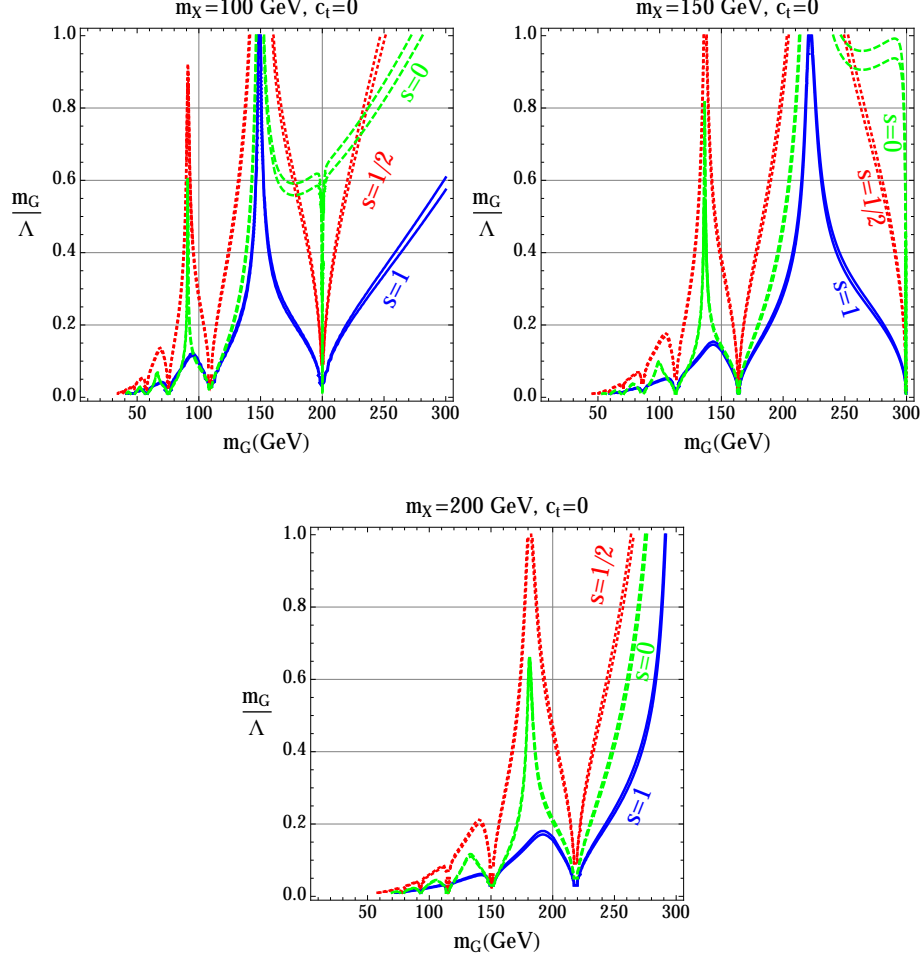 m_X=100 GeV, c_t=0
1.0
0.8
0.6
0.4
0.2
0.0
m_G
Λ
50 100 150 200 250 300
m_G(GeV)
s=0
s=1/2
s=1
m_X=150 GeV, c_t=0
1.0
0.8
0.6
0.4
0.2
0.0
m_G
Λ
50 100 150 200 250 300
m_G(GeV)
s=0
s=1/2
s=1
m_X=200 GeV, c_t=0
1.0
0.8
0.6
0.4
0.2
0.0
m_G
Λ
50 100 150 200 250 300
m_G(GeV)
s=1/2
s=0
s=1